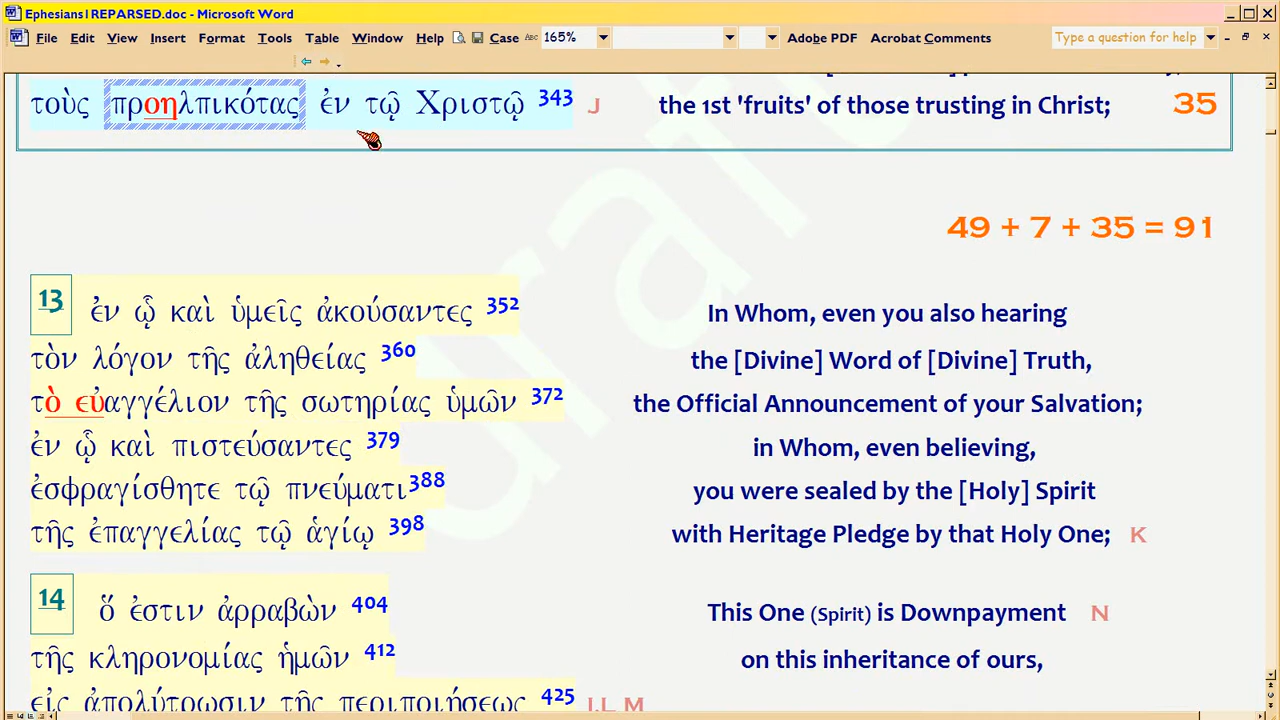 Ephesians1REPARSED.doc - Microsoft Word
File Edit View Insert Format Tools Table Window Help Case 165% Adobe PDF Acrobat Comments Type a question for help
τοὺς προηλπικότας ἐν τῷ Χριστῷ 343 J the 1st 'fruits' of those trusting in Christ; 35
49 + 7 + 35 = 91
13 ἐν ᾧ καὶ ὑμεῖς ἀκούσαντες 352 In Whom, even you also hearing
τὸν λόγον τῆς ἀληθείας 360 the [Divine] Word of [Divine] Truth,
τὸ εὐαγγέλιον τῆς σωτηρίας ὑμῶν 372 the Official Announcement of your Salvation;
ἐν ᾧ καὶ πιστεύσαντες 379 in Whom, even believing,
ἐσφραγίσθητε τῷ πνεύματι 388 you were sealed by the [Holy] Spirit
τῆς ἐπαγγελίας τῷ ἁγίῳ 398 with Heritage Pledge by that Holy One; K
14 ὅ ἐστιν ἀρραβὼν 404 This One (Spirit) is Downpayment N
τῆς κληρονομίας ἡμῶν 412 on this inheritance of ours,
εἰς ἀπολύτρωσιν τῆς περιποιήσεως 425 J,L M
draft